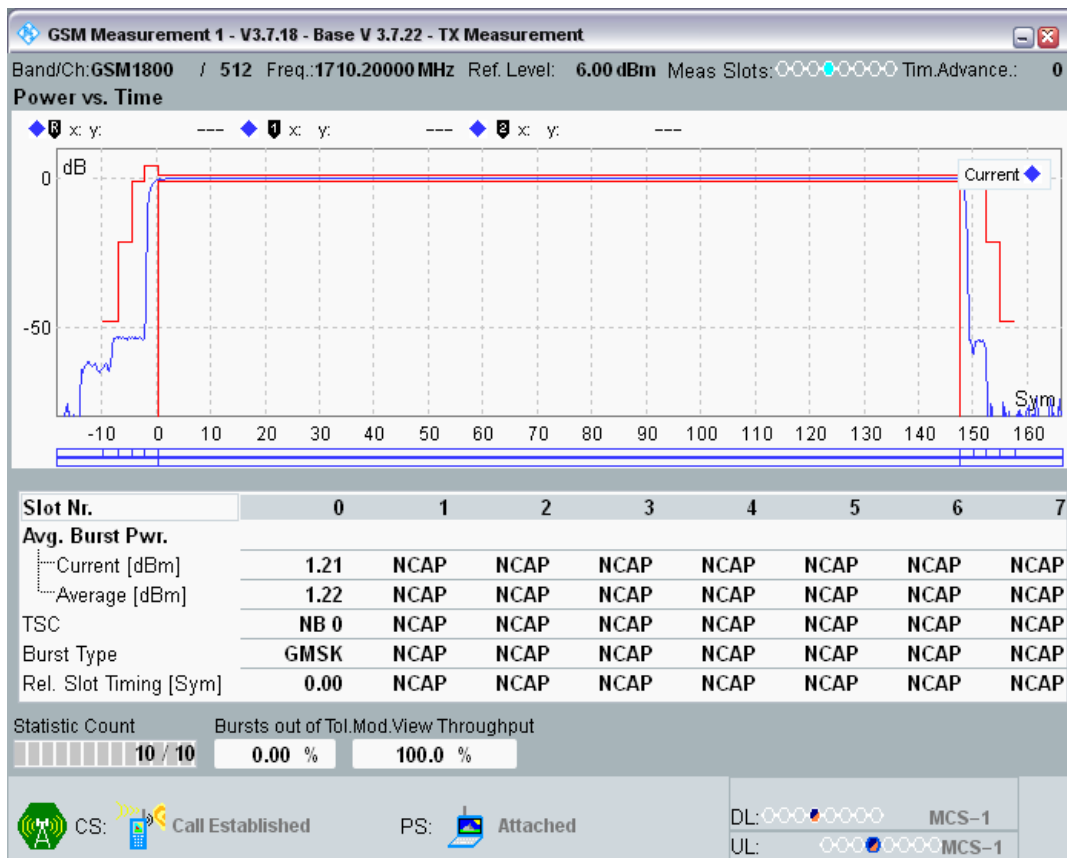 GSM Measurement 1 - V3.7.18 - Base V 3.7.22 - TX Measurement
Band/Ch:GSM1800 / 512 Freq.:1710.20000 MHz Ref. Level: 6.00 dBm Meas Slots: Tim.Advance.: 0
Power vs. Time
R x: y: --- 1 x: y: --- 2 x: y: ---
dB
Current
0
-50
Sym
-10 0 10 20 30 40 50 60 70 80 90 100 110 120 130 140 150 160
Slot Nr. 0 1 2 3 4 5 6 7
Avg. Burst Pwr.
Current [dBm] 1.21 NCAP NCAP NCAP NCAP NCAP NCAP NCAP
Average [dBm] 1.22 NCAP NCAP NCAP NCAP NCAP NCAP NCAP
TSC NB 0 NCAP NCAP NCAP NCAP NCAP NCAP NCAP
Burst Type GMSK NCAP NCAP NCAP NCAP NCAP NCAP NCAP
Rel. Slot Timing [Sym] 0.00 NCAP NCAP NCAP NCAP NCAP NCAP NCAP
Statistic Count Bursts out of Tol. Mod.View Throughput
10 / 10 0.00 % 100.0 %
CS: Call Established PS: Attached
DL: MCS-1
UL: MCS-1